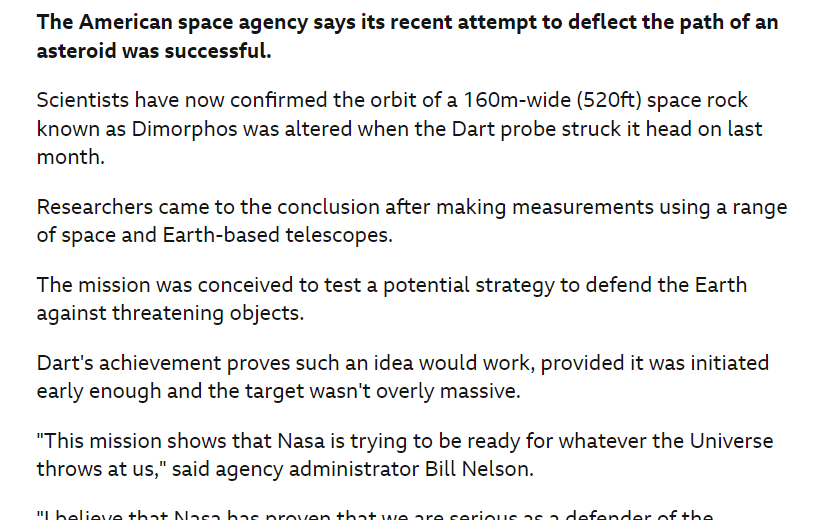 The American space agency says its recent attempt to deflect the path of an
asteroid was successful.
Scientists have now confirmed the orbit of a 160m-wide (520ft) space rock
known as Dimorphos was altered when the Dart probe struck it head on last
month.
Researchers came to the conclusion after making measurements using a range
of space and Earth-based telescopes.
The mission was conceived to test a potential strategy to defend the Earth
against threatening objects.
Dart's achievement proves such an idea would work, provided it was initiated
early enough and the target wasn't overly massive.
"This mission shows that Nasa is trying to be ready for whatever the Universe
throws at us," said agency administrator Bill Nelson.
"I believe that Nasa has proven that we are serious as a defender of the